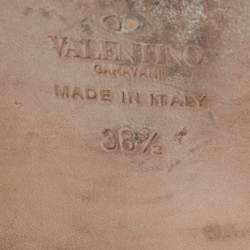 VALENTINO
GARAVANI
MADE IN ITALY
36½